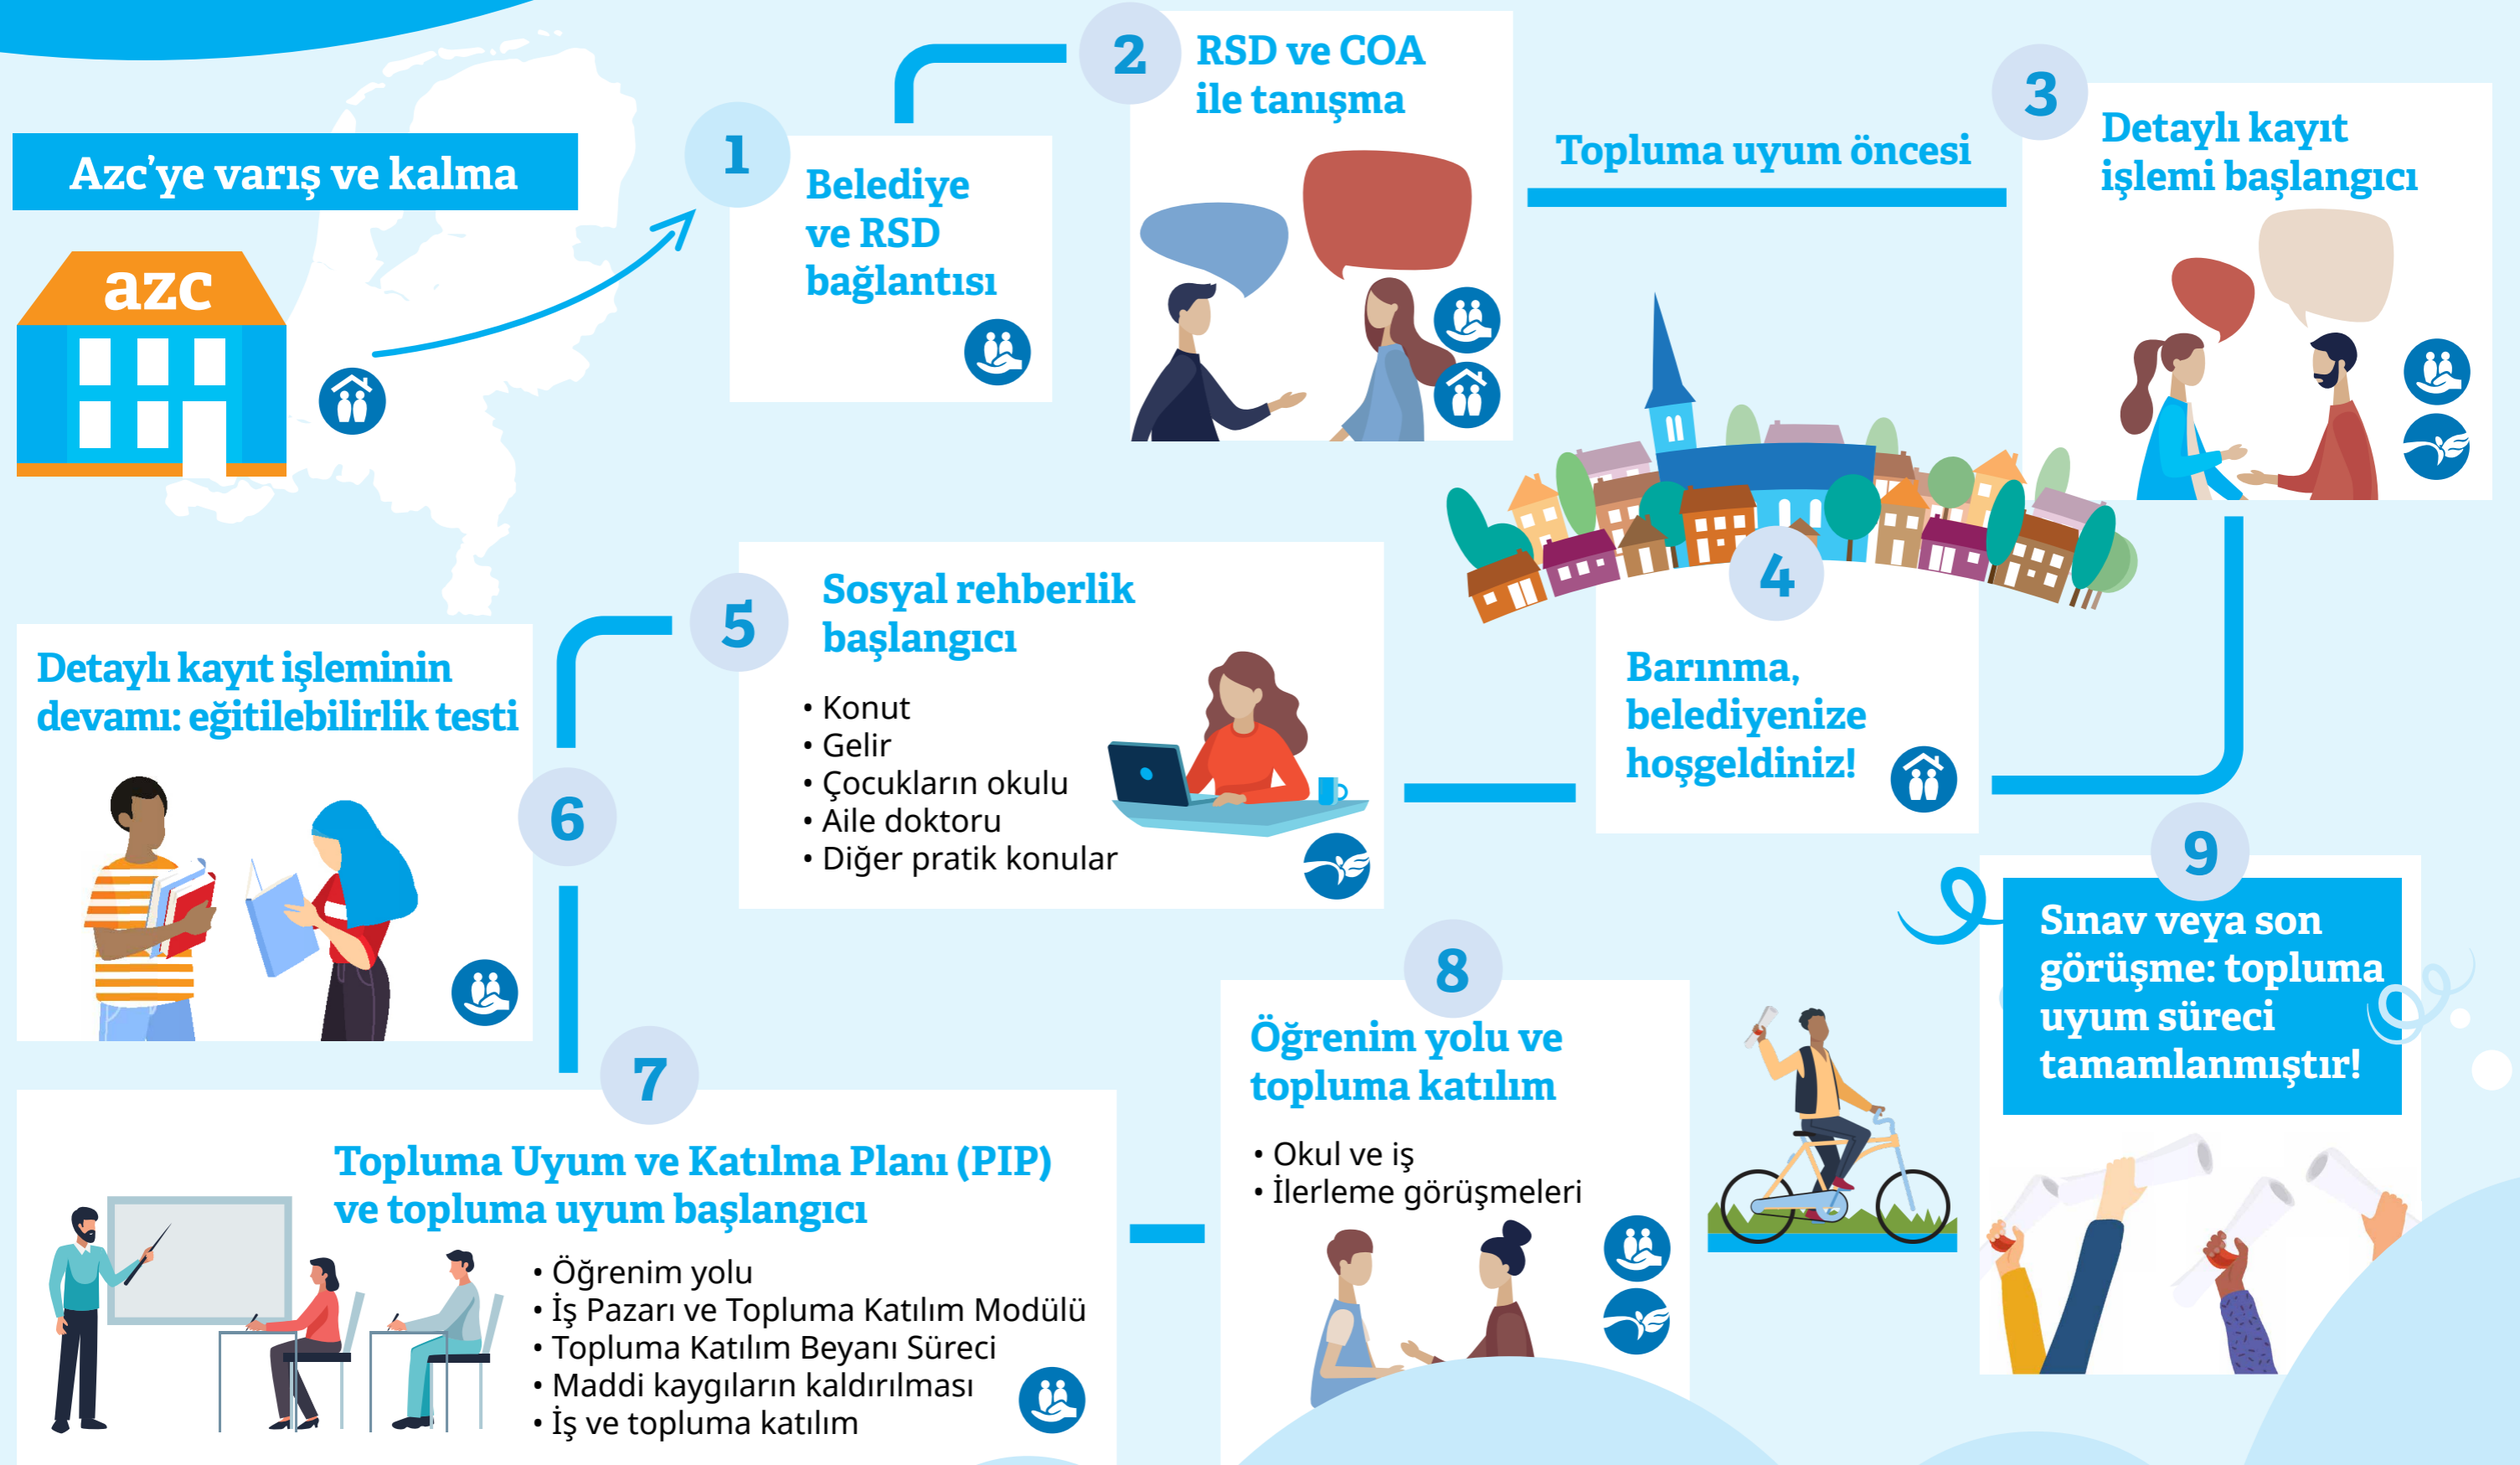 Azc’ye varış ve kalma
azc
1
Belediye
ve RSD
bağlantısı
2
RSD ve COA
ile tanışma
Topluma uyum öncesi
3
Detaylı kayıt
işlemi başlangıcı
4
Barınma,
belediyenize
hoşgeldiniz!
5
Sosyal rehberlik
başlangıcı
• Konut
• Gelir
• Çocukların okulu
• Aile doktoru
• Diğer pratik konular
6
Detaylı kayıt işleminin
devamı: eğitilebilirlik testi
7
Topluma Uyum ve Katılma Planı (PIP)
ve topluma uyum başlangıcı
• Öğrenim yolu
• İş Pazarı ve Topluma Katılım Modülü
• Topluma Katılım Beyanı Süreci
• Maddi kaygıların kaldırılması
• İş ve topluma katılım
8
Öğrenim yolu ve
topluma katılım
• Okul ve iş
• İlerleme görüşmeleri
9
Sınav veya son
görüşme: topluma
uyum süreci
tamamlanmıştır!